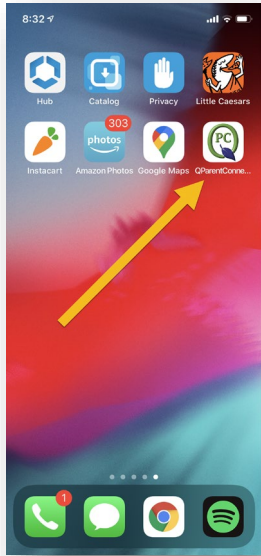 8:32
Hub Catalog Privacy Little Caesars
303
photos
PC
Instacart Amazon Photos Google Maps QParentConne...
1